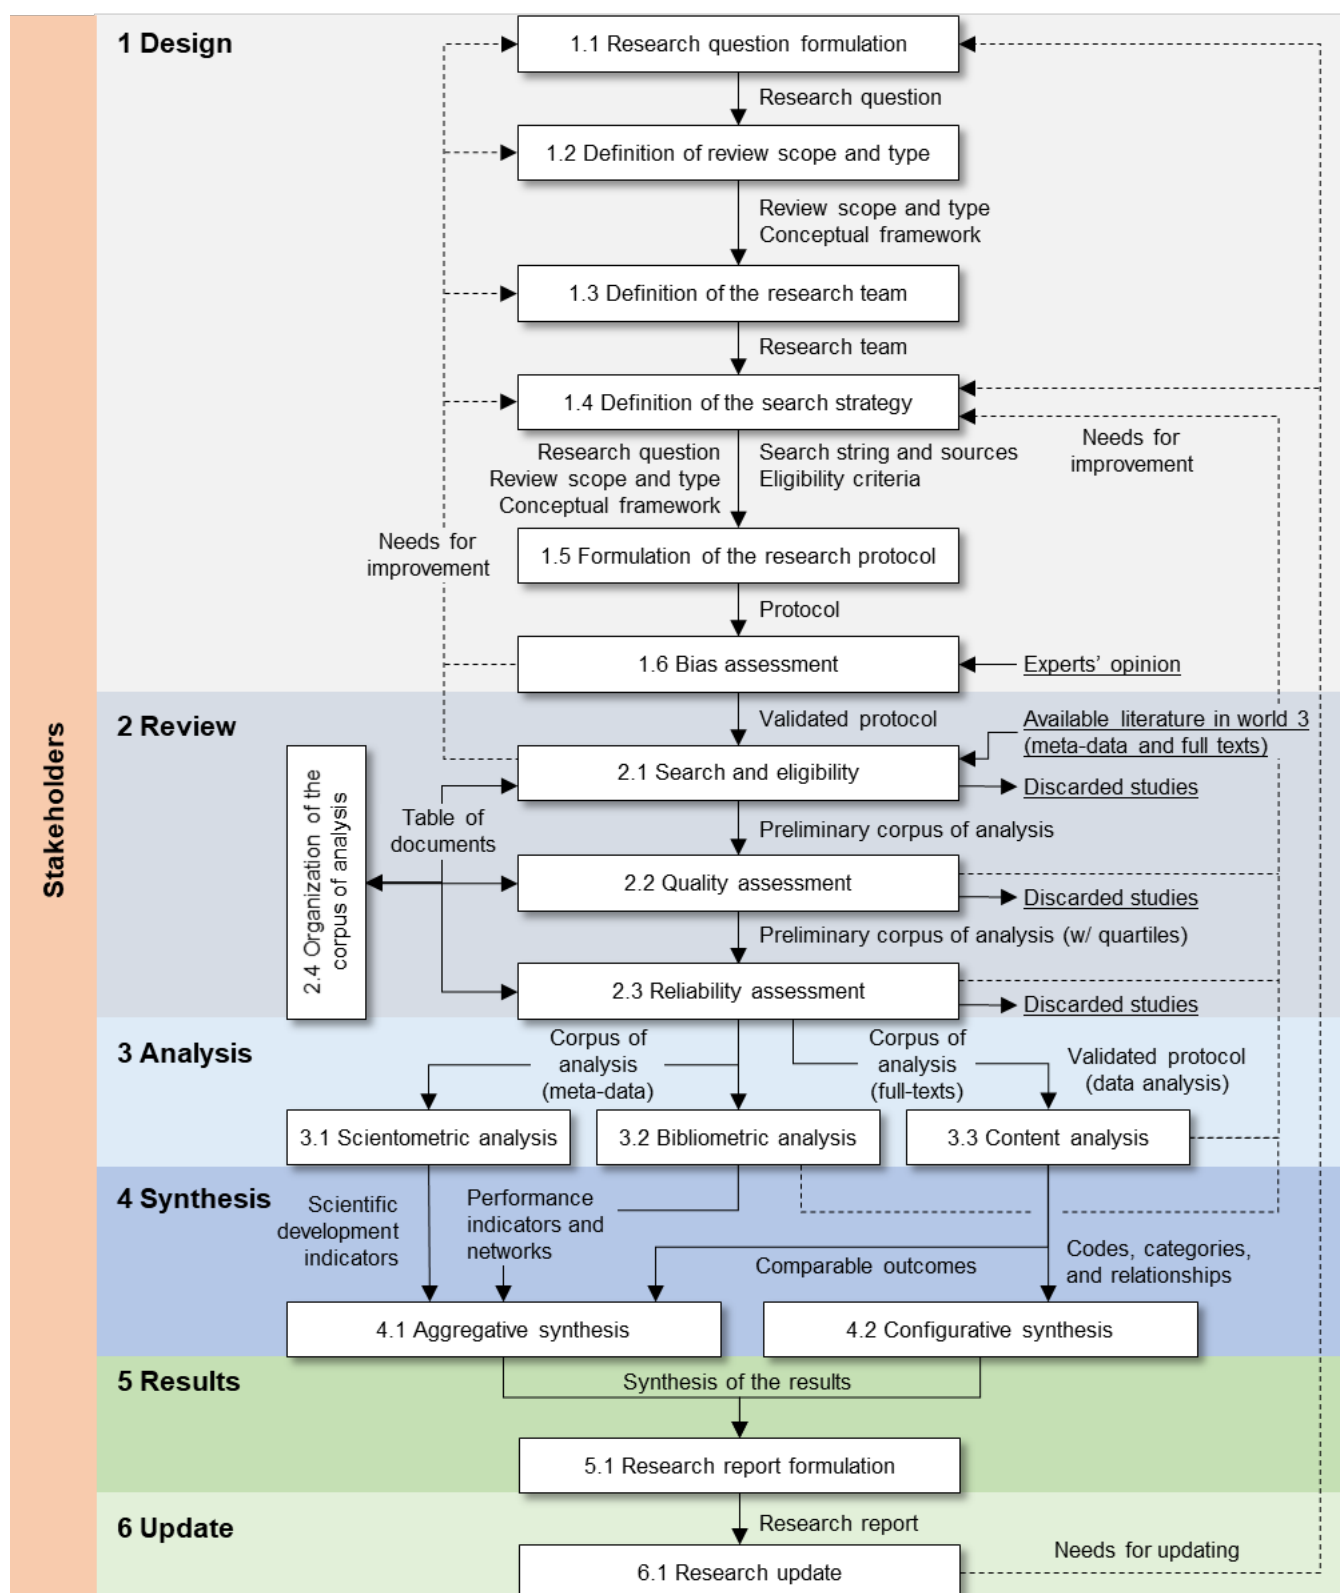 Stakeholders
1 Design
1.1 Research question formulation
Research question
1.2 Definition of review scope and type
Review scope and type
Conceptual framework
1.3 Definition of the research team
Research team
1.4 Definition of the search strategy
Research question
Review scope and type
Conceptual framework
Search string and sources
Eligibility criteria
Needs for
improvement
Needs for
improvement
1.5 Formulation of the research protocol
Protocol
1.6 Bias assessment
Experts' opinion
2 Review
Validated protocol
Available literature in world 3
(meta-data and full texts)
2.1 Search and eligibility
Discarded studies
2.4 Organization of the
corpus of analysis
Table of
documents
Preliminary corpus of analysis
2.2 Quality assessment
Discarded studies
Preliminary corpus of analysis (w/ quartiles)
2.3 Reliability assessment
Discarded studies
3 Analysis
Corpus of
analysis
(meta-data)
Corpus of
analysis
(full-texts)
Validated protocol
(data analysis)
3.1 Scientometric analysis
3.2 Bibliometric analysis
3.3 Content analysis
4 Synthesis
Scientific
development
indicators
Performance
indicators and
networks
Comparable outcomes
Codes, categories,
and relationships
4.1 Aggregative synthesis
4.2 Configurative synthesis
5 Results
Synthesis of the results
5.1 Research report formulation
6 Update
Research report
6.1 Research update
Needs for updating